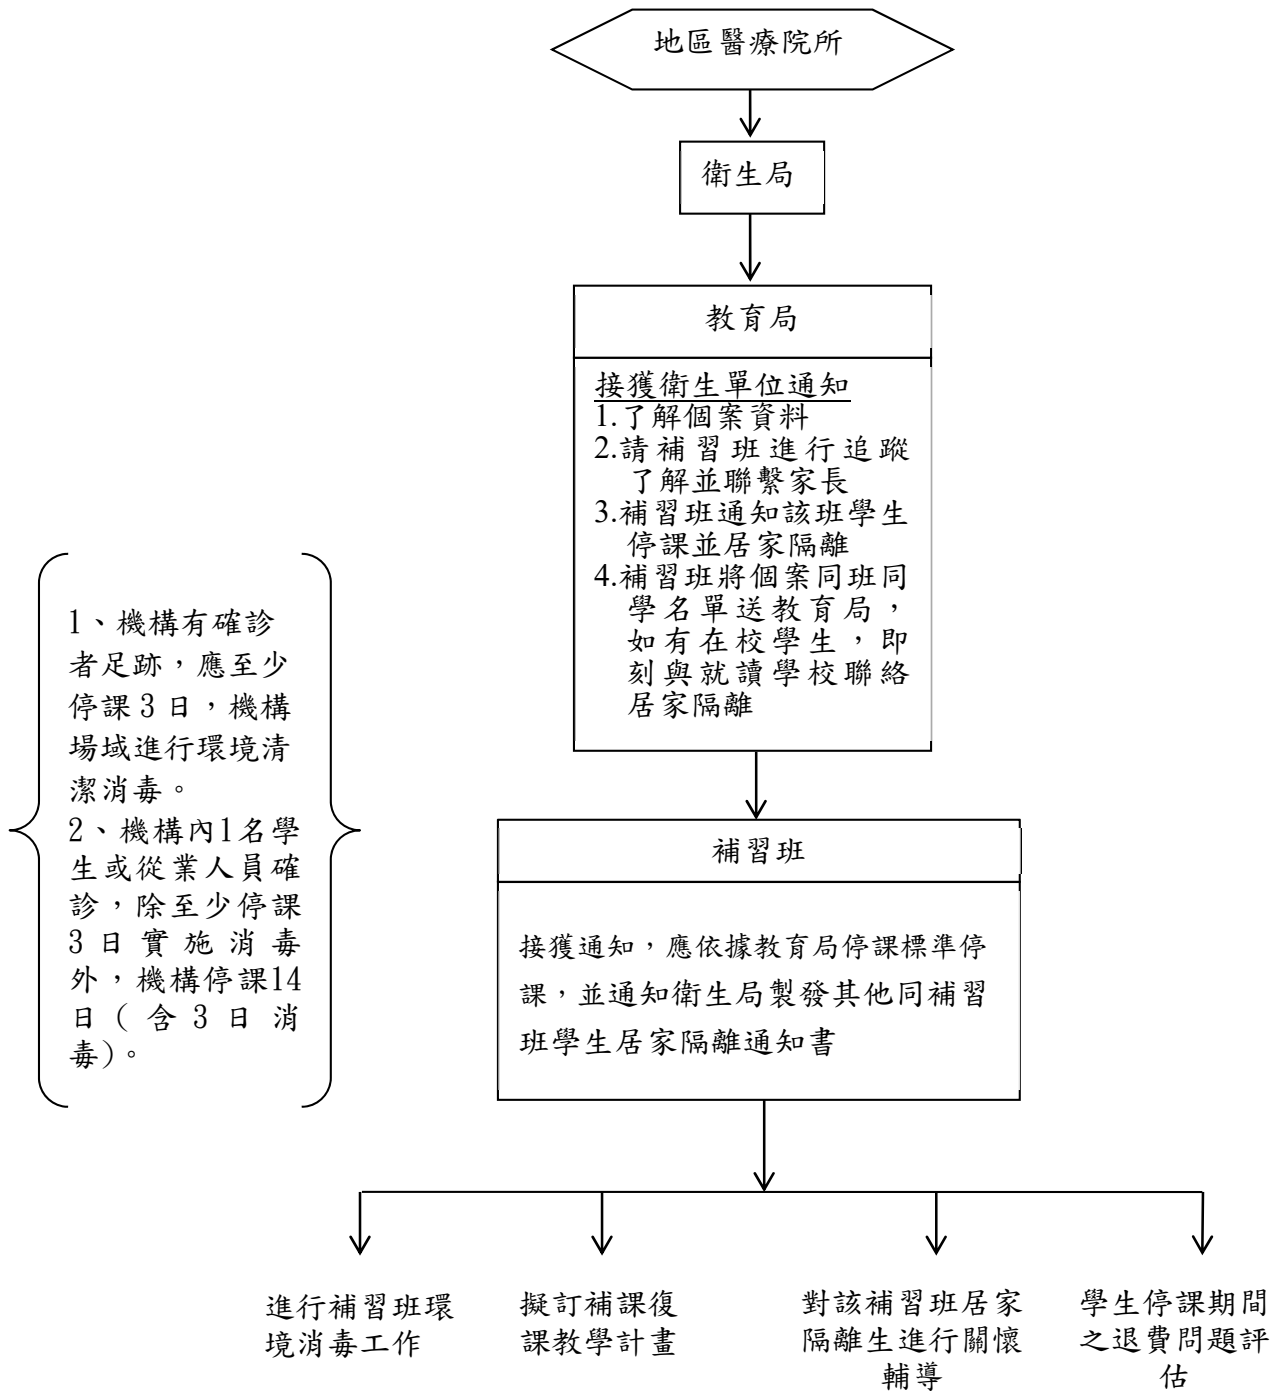 地區醫療院所
衛生局
教育局
接獲衛生單位通知
1.了解個案資料
2.請補習班進行追蹤
了解並聯繫家長
3.補習班通知該班學生
停課並居家隔離
4.補習班將個案同班同
學名單送教育局，
如有在校學生，即
刻與就讀學校聯絡
居家隔離
1、機構有確診
者足跡，應至少
停課3日，機構
場域進行環境清
潔消毒。
2、機構內1名學
生或從業人員確
診，除至少停課
3日實施消毒
外，機構停課14
日(含3日消
毒)。
補習班
接獲通知，應依據教育局停課標準停
課，並通知衛生局製發其他同補習
班學生居家隔離通知書
進行補習班環
境消毒工作
擬訂補課復
課教學計畫
對該補習班居家
隔離生進行關懷
輔導
學生停課期間
之退費問題評
估